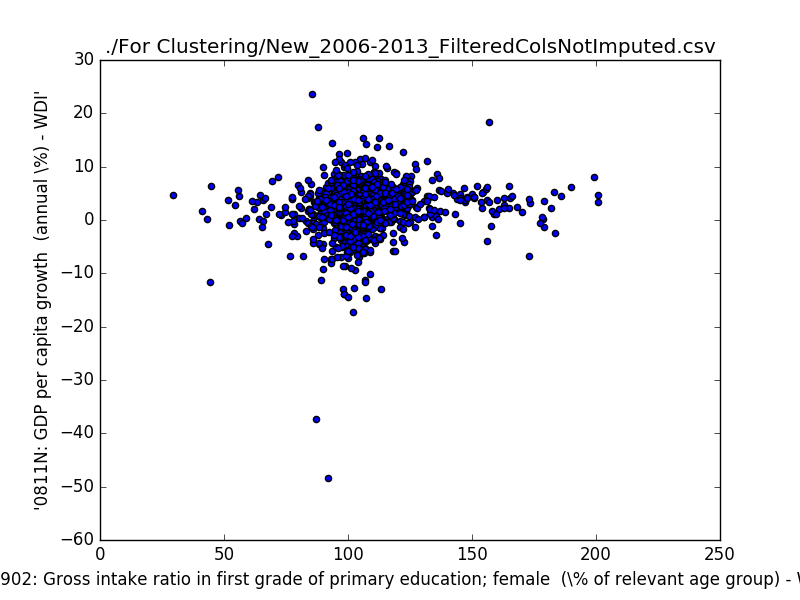 ./For Clustering/New_2006-2013_FilteredColsNotImputed.csv
'0811N: GDP per capita growth (annual \%) - WDI'
30
20
10
0
−10
−20
−30
−40
−50
−60
0 50 100 150 200 250
902: Gross intake ratio in first grade of primary education; female (\% of relevant age group) -